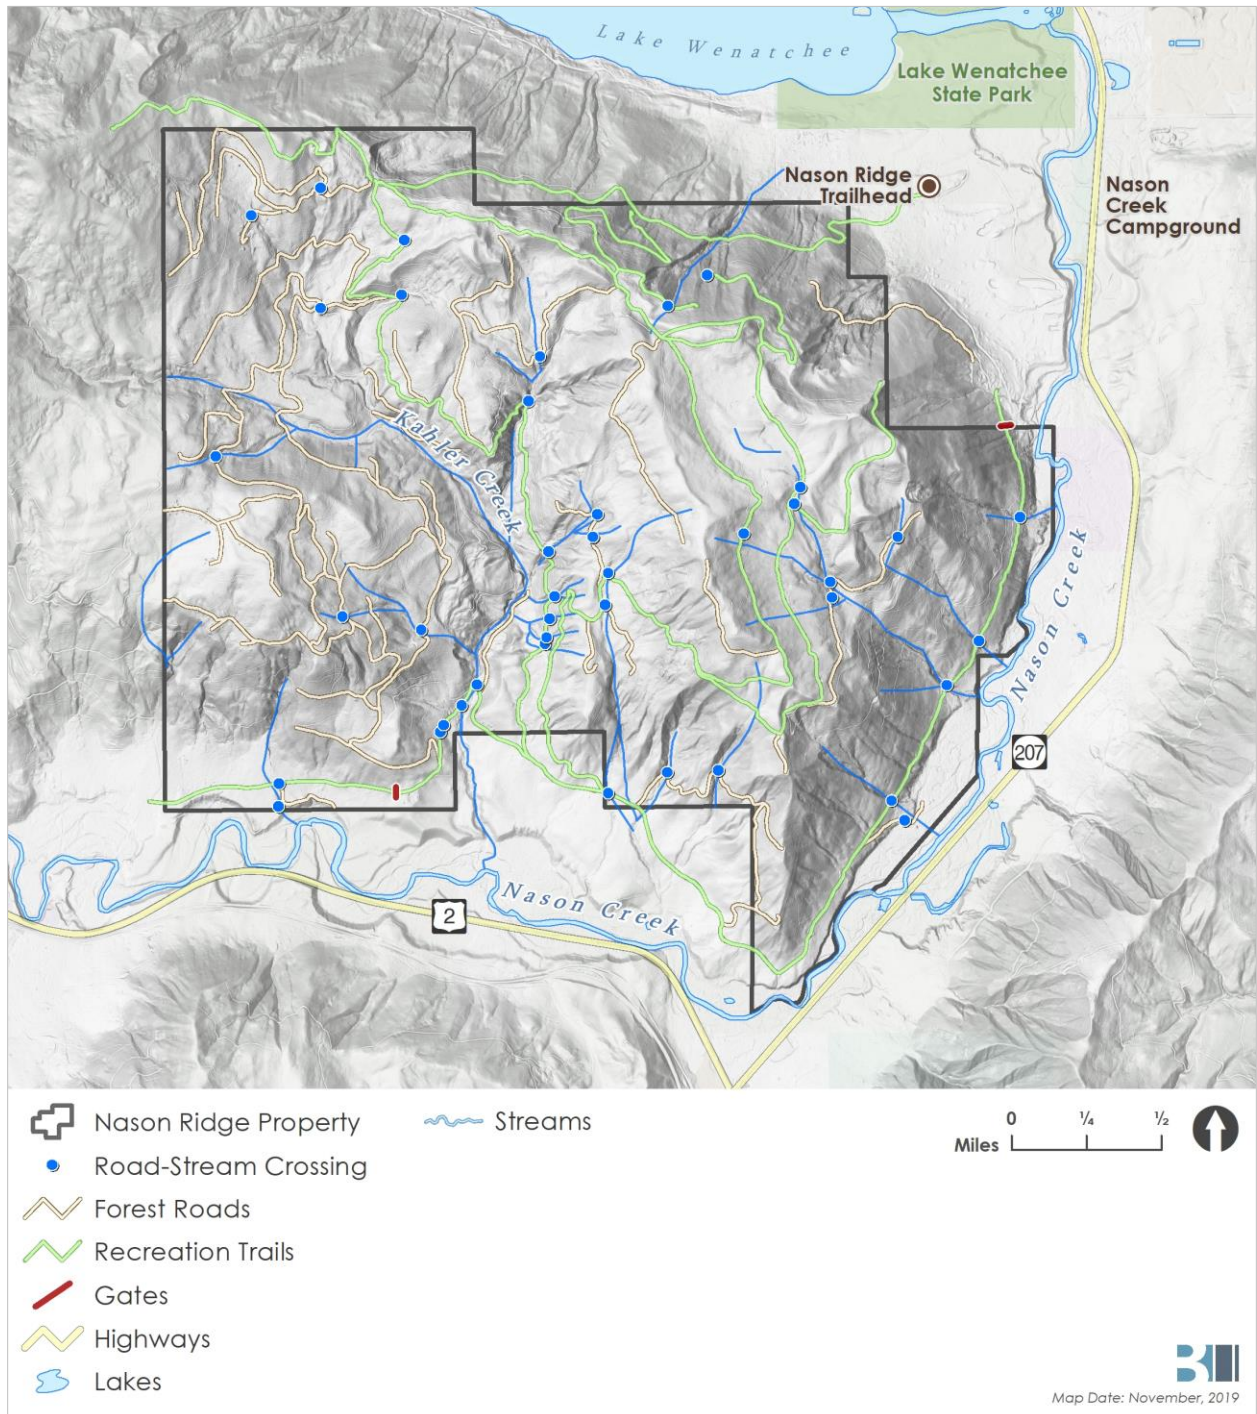 Lake Wenatchee
Lake Wenatchee
State Park
Nason Ridge
Trailhead
Nason
Creek
Campground
Kahler Creek
Nason Creek
207
Nason Creek
2
Nason Ridge Property
Streams
Road-Stream Crossing
Forest Roads
Recreation Trails
Gates
Highways
Lakes
0 ¼ ½
Miles
Map Date: November, 2019